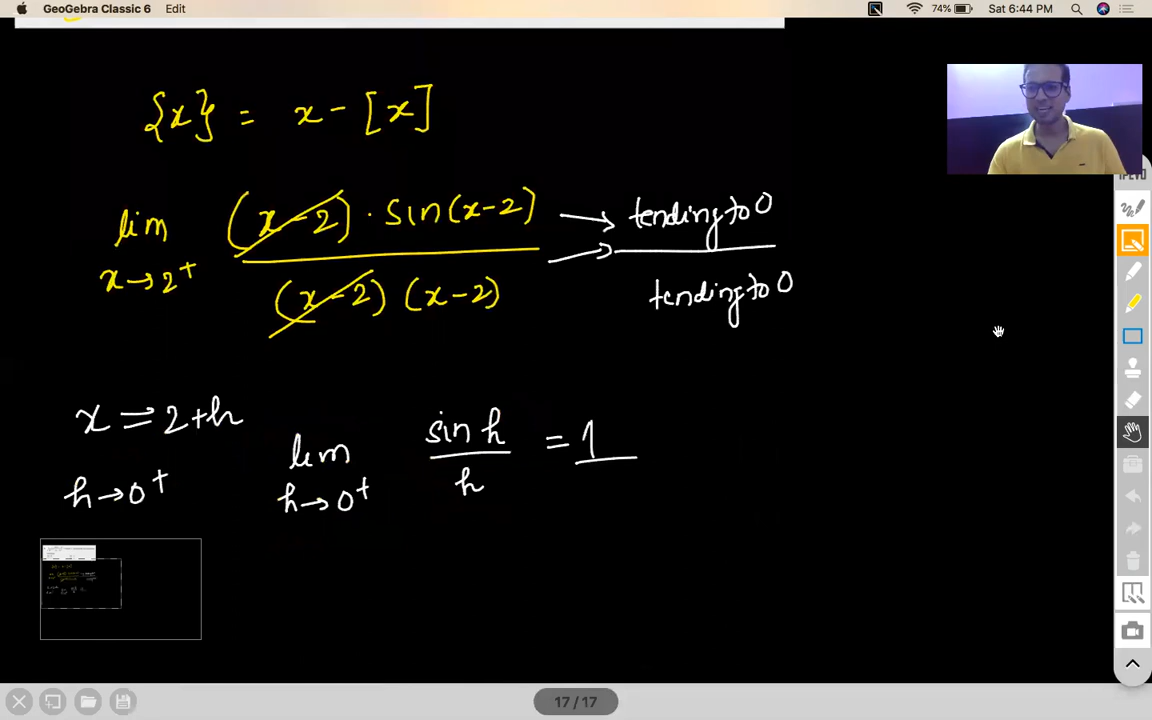 GeoGebra Classic 6 Edit 74% Sat 6:44 PM
{x} = x - [x]
lim x→2+ (x-2) · sin(x-2) → tending to 0
(x-2) (x-2) → tending to 0
x = 2+h
h→0+
lim h→0+ sin h / h = 1
17 / 17